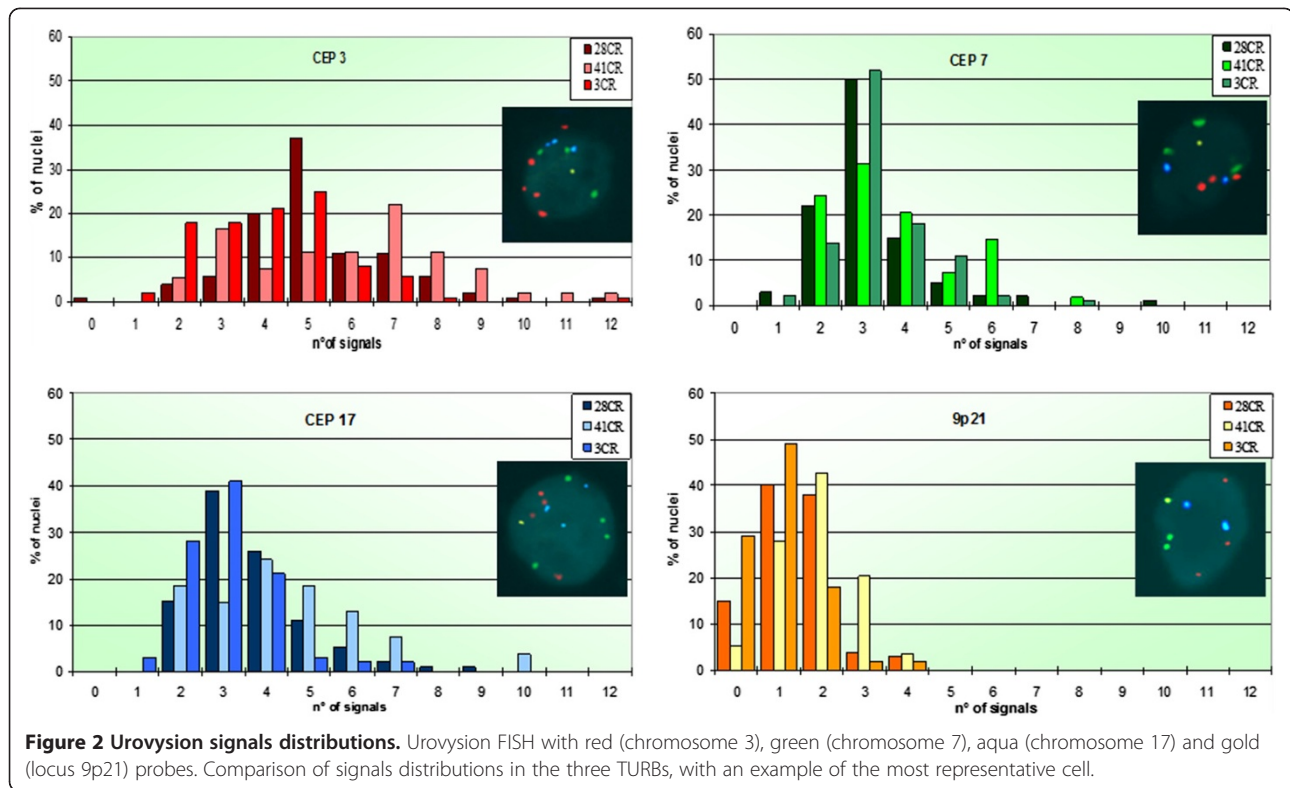 CEP 3
28CR
41CR
3CR
% of nuclei
60
50
40
30
20
10
0
0 1 2 3 4 5 6 7 8 9 10 11 12
n°of signals
CEP 7
28CR
41CR
3CR
% of nuclei
60
50
40
30
20
10
0
0 1 2 3 4 5 6 7 8 9 10 11 12
n°of signals
CEP 17
28CR
41CR
3CR
% of nuclei
60
50
40
30
20
10
0
0 1 2 3 4 5 6 7 8 9 10 11 12
n° of signals
9p21
28CR
41CR
3CR
% of nuclei
60
50
40
30
20
10
0
0 1 2 3 4 5 6 7 8 9 10 11 12
n° of signals
Figure 2 Urovysion signals distributions. Urovysion FISH with red (chromosome 3), green (chromosome 7), aqua (chromosome 17) and gold
(locus 9p21) probes. Comparison of signals distributions in the three TURBs, with an example of the most representative cell.